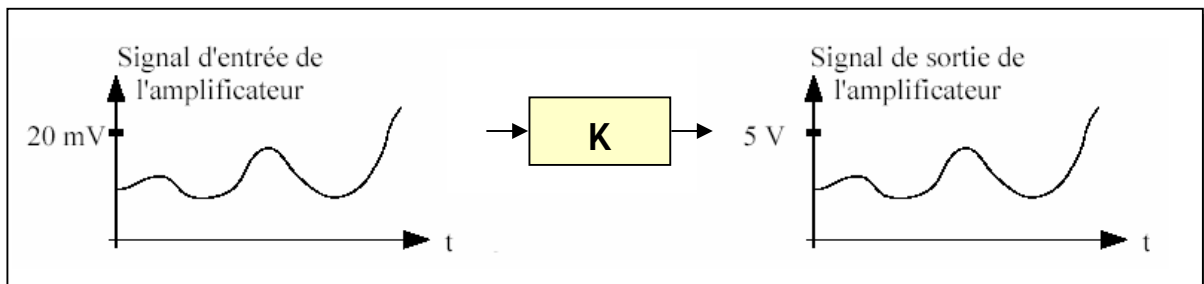 Signal d'entrée de
l'amplificateur
20 mV
t
K
Signal de sortie de
l'amplificateur
5 V
t